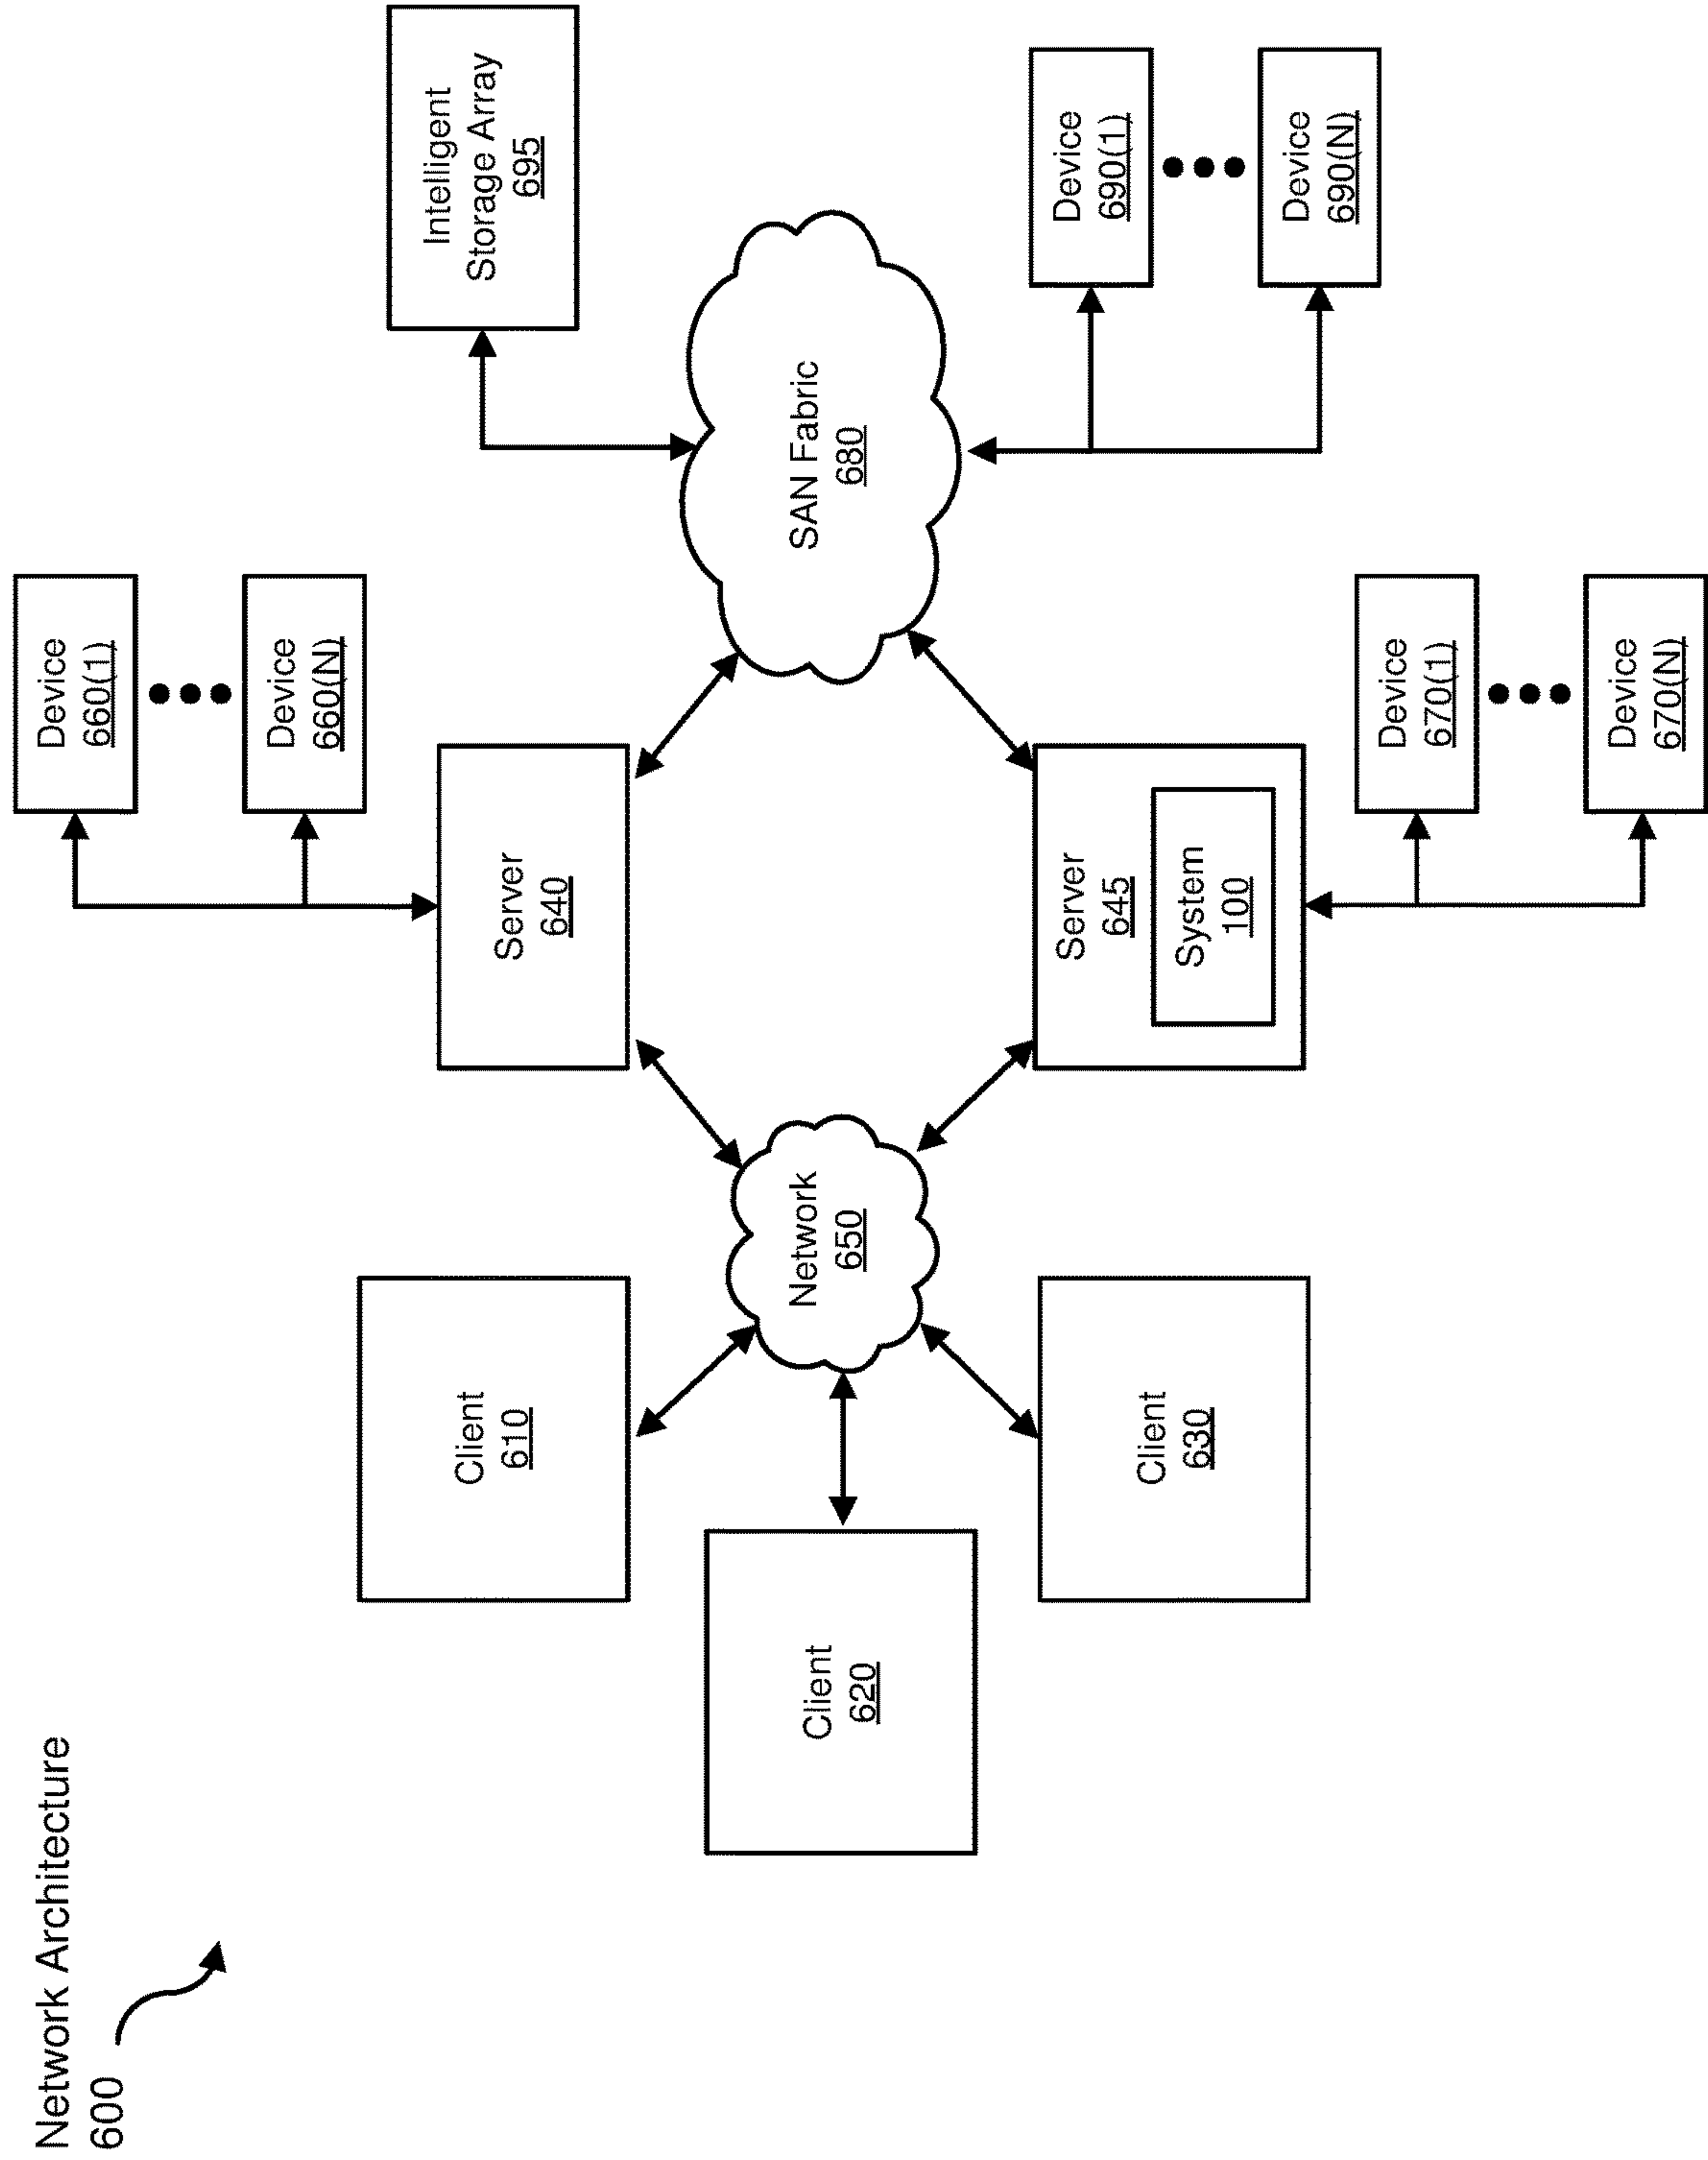 Network Architecture
600
Device
660(1)
Device
660(N)
Intelligent
Storage Array
695
Client
610
Server
640
Client
620
Network
650
SAN Fabric
680
Client
630
Server
645
System
100
Device
690(1)
Device
690(N)
Device
670(1)
Device
670(N)